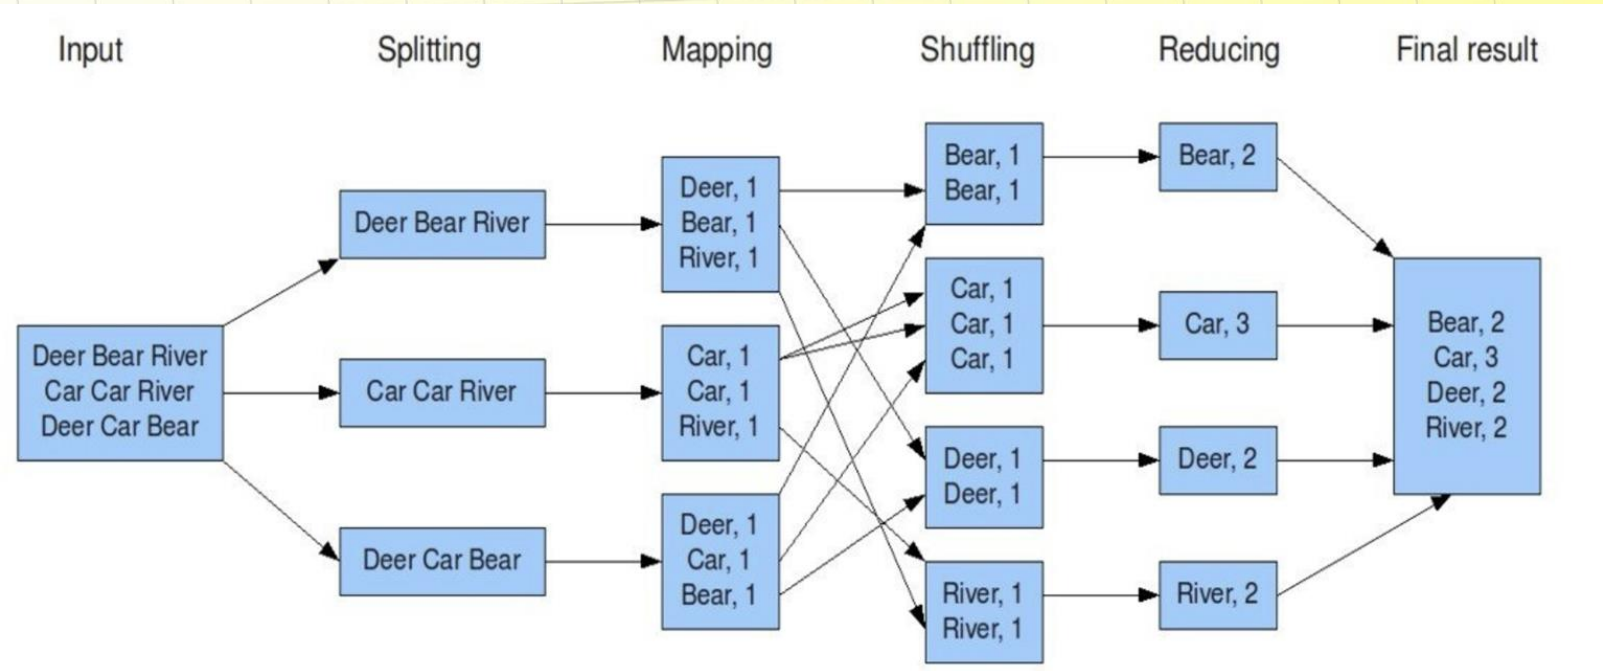 Input
Splitting
Mapping
Shuffling
Reducing
Final result
Deer Bear River
Car Car River
Deer Car Bear
Deer Bear River
Car Car River
Deer Car Bear
Deer, 1
Bear, 1
River, 1
Car, 1
Car, 1
River, 1
Deer, 1
Car, 1
Bear, 1
Bear, 1
Bear, 1
Car, 1
Car, 1
Car, 1
Deer, 1
Deer, 1
River, 1
River, 1
Bear, 2
Car, 3
Deer, 2
River, 2
Bear, 2
Car, 3
Deer, 2
River, 2